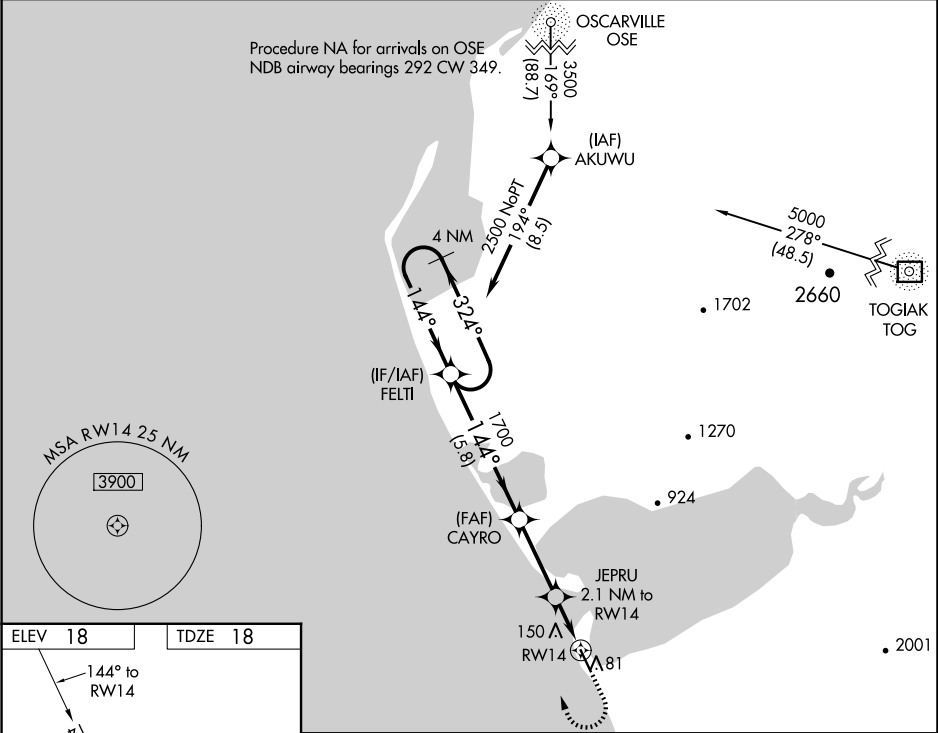 OSCARVILLE
OSE
Procedure NA for arrivals on OSE
NDB airway bearings 292 CW 349.
3500
169°
(88.7)
(IAF)
AKUWU
2500 NoPT
194°
(8.5)
5000
278°
(48.5)
2660
TOGIAK
TOG
4 NM
144°
324°
1702
(IF/IAF)
FELTI
1700
144°
(5.8)
1270
MSA RW14 25 NM
3900
924
(FAF)
CAYRO
JEPRU
2.1 NM to
RW14
150
RW14
81
2001
ELEV 18
TDZE 18
144° to
RW14